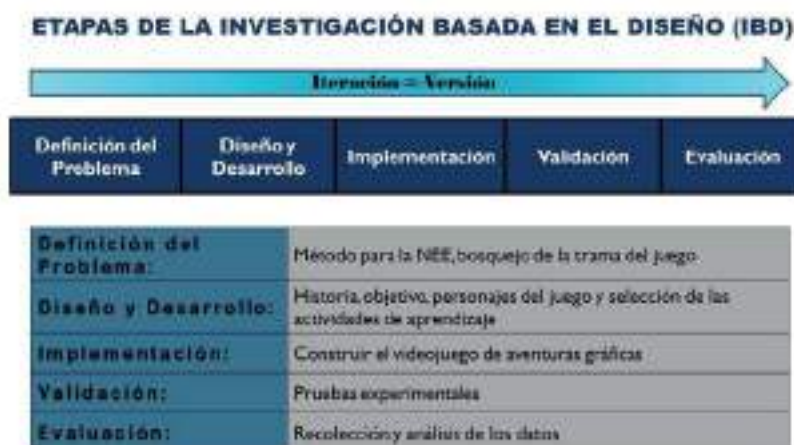 ETAPAS DE LA INVESTIGACIÓN BASADA EN EL DISEÑO (IBD)
Iteración = Versión
Definición del
Problema
Diseño y
Desarrollo
Implementación
Validación
Evaluación
Definición del
Problema:
Método para la NEE, bosquejo de la trama del juego
Diseño y Desarrollo:
Historia, objetivo, personajes del juego y selección de las
actividades de aprendizaje
Implementación:
Construir el videojuego de aventuras gráficas
Validación:
Pruebas experimentales
Evaluación:
Recolección y análisis de los datos